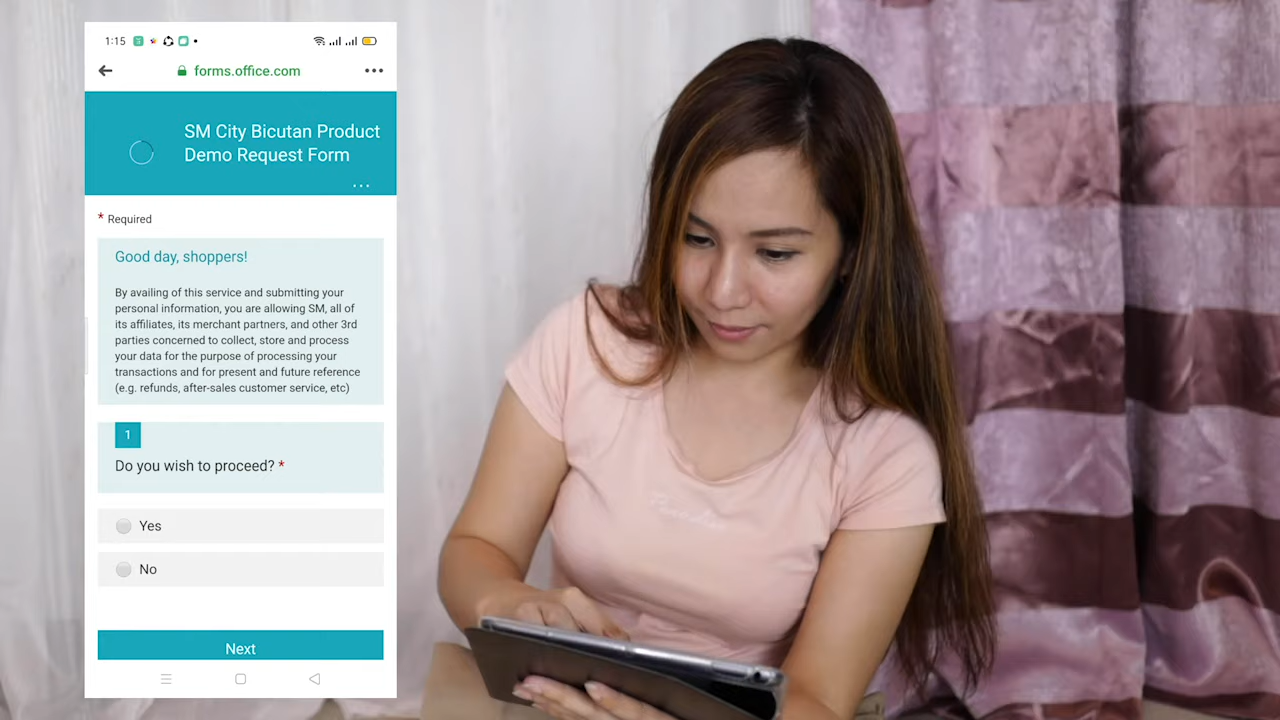 1:15
forms.office.com
SM City Bicutan Product
Demo Request Form
* Required
Good day, shoppers!
By availing of this service and submitting your
personal information, you are allowing SM, all of
its affiliates, its merchant partners, and other 3rd
parties concerned to collect, store and process
your data for the purpose of processing your
transactions and for present and future reference
(e.g. refunds, after-sales customer service, etc)
1
Do you wish to proceed? *
Yes
No
Next